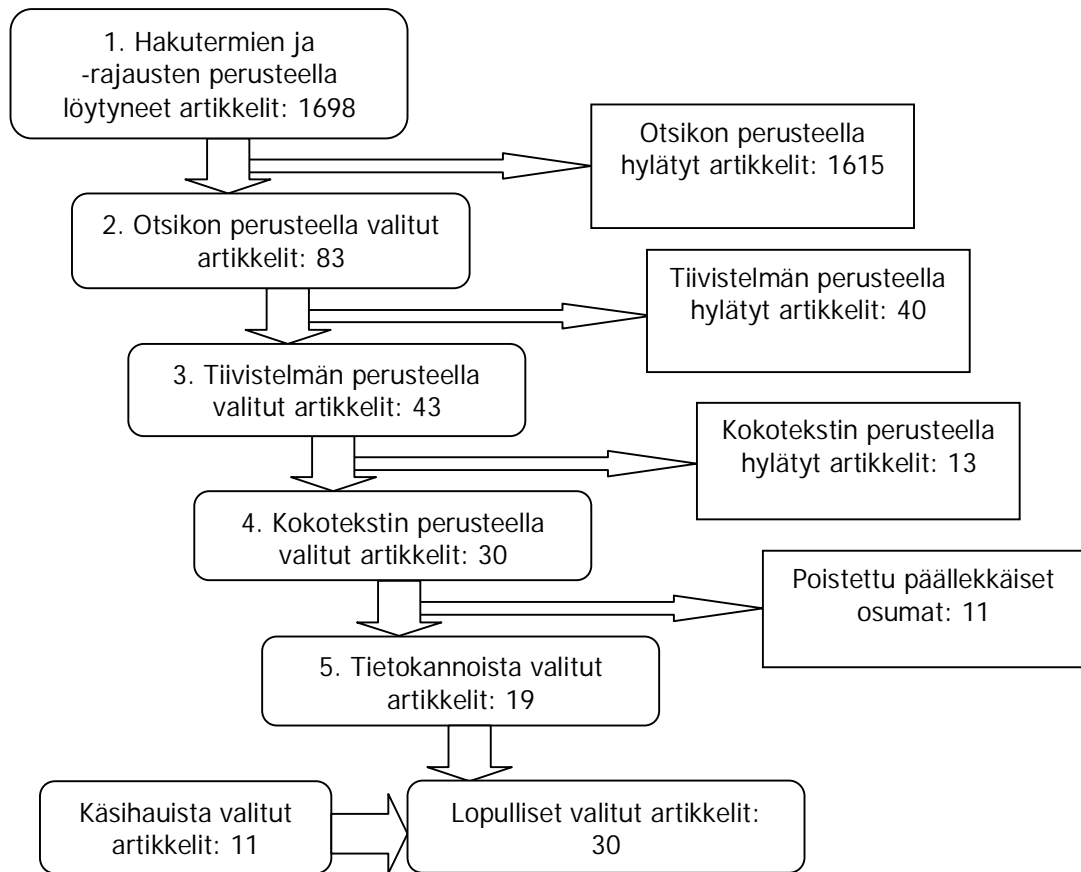 1. Hakutermien ja
-rajausten perusteella
löytyneet artikkelit: 1698
Otsikon perusteella
hylätyt artikkelit: 1615
2. Otsikon perusteella valitut
artikkelit: 83
Tiivistelmän perusteella
hylätyt artikkelit: 40
3. Tiivistelmän perusteella
valitut artikkelit: 43
Kokotekstin perusteella
hylätyt artikkelit: 13
4. Kokotekstin perusteella
valitut artikkelit: 30
Poistettu päällekkäiset
osumat: 11
5. Tietokannoista valitut
artikkelit: 19
Käsihauista valitut
artikkelit: 11
Lopulliset valitut artikkelit:
30